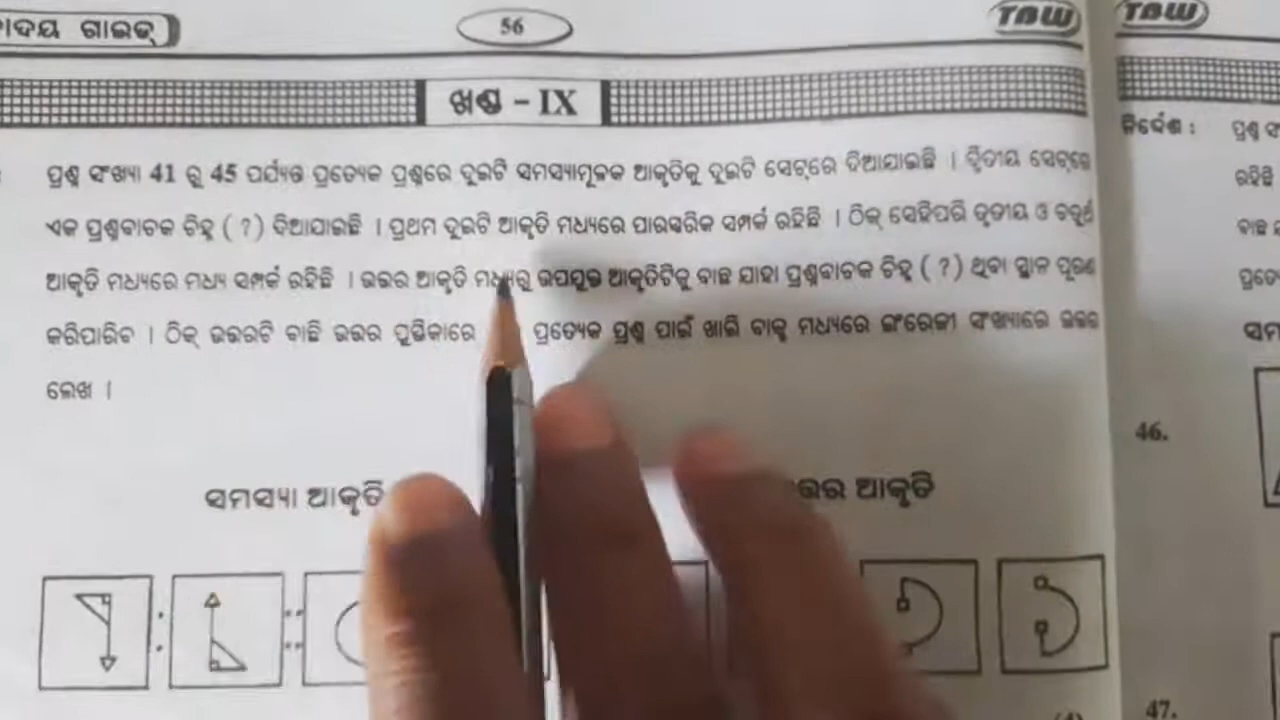 ଗାଇଡ୍
56
TBW
TBW
ଖଣ୍ଡ – IX
ପ୍ରଶ୍ନ ସଂଖ୍ୟା 41 ରୁ 45 ପର୍ଯ୍ୟନ୍ତ ପ୍ରତ୍ୟେକ ପ୍ରଶ୍ନରେ ଦୁଇଟି ସମସ୍ୟାମୂଳକ ଆକୃତିକୁ ଦୁଇଟି ସେଟ୍‌ରେ ଦିଆଯାଇଛି । ଦ୍ୱିତୀୟ ସେଟ୍‌ରେ
ଏକ ପ୍ରଶ୍ନବାଚକ ଚିହ୍ନ ( ? ) ଦିଆଯାଇଛି । ପ୍ରଥମ ଦୁଇଟି ଆକୃତି ମଧ୍ୟରେ ପାରସ୍ପରିକ ସମ୍ପର୍କ ରହିଛି । ଠିକ୍ ସେହିପରି ତୃତୀୟ ଓ ଚତୁର୍ଥ
ଆକୃତି ମଧ୍ୟରେ ମଧ୍ୟ ସମ୍ପର୍କ ରହିଛି । ଉତ୍ତର ଆକୃତି ମଧ୍ୟରୁ ଉପଯୁକ୍ତ ଆକୃତିଟିକୁ ବାଛ ଯାହା ପ୍ରଶ୍ନବାଚକ ଚିହ୍ନ ( ? ) ଥିବା ସ୍ଥାନ ପୂରଣ
କରିପାରିବ । ଠିକ୍ ଉତ୍ତରଟି ବାଛି ଉତ୍ତର ପୁସ୍ତିକାରେ ପ୍ରତ୍ୟେକ ପ୍ରଶ୍ନ ପାଇଁ ଖାଲି ବାକ୍ସ ମଧ୍ୟରେ ଇଂରେଜୀ ସଂଖ୍ୟାରେ ଉତ୍ତର
ଲେଖ ।
ସମସ୍ୟା ଆକୃତି
ଆକୃତି
(4)
ନିର୍ଦ୍ଦେଶ :
ରହିଛି
46.
47.